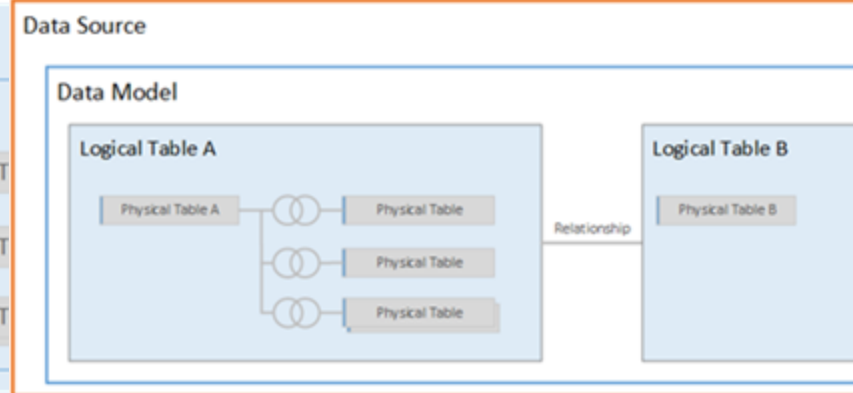 Data Source
Data Model
Logical Table A
Logical Table B
Physical Table A
Physical Table
Physical Table B
Relationship
Physical Table
Physical Table
T
T
T